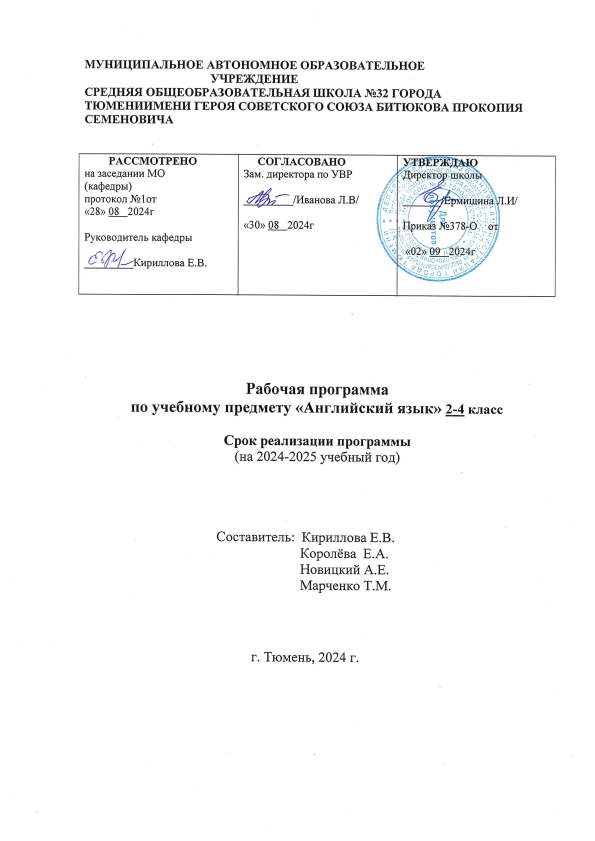 МУНИЦИПАЛЬНОЕ АВТОНОМНОЕ ОБРАЗОВАТЕЛЬНОЕ
УЧРЕЖДЕНИЕ
СРЕДНЯЯ ОБЩЕОБРАЗОВАТЕЛЬНАЯ ШКОЛА №32 ГОРОДА
ТЮМЕНИИМЕНИ ГЕРОЯ СОВЕТСКОГО СОЮЗА БИТЮКОВА ПРОКОПИЯ
СЕМЕНОВИЧА
РАССМОТРЕНО
на заседании МО
(кафедры)
протокол №1от
«28» 08 2024г
Руководитель кафедры
Кириллова Е.В.
СОГЛАСОВАНО
Зам. директора по УВР
/Иванова Л.В/
«30» 08 2024г
УТВЕРЖДАЮ
Директор школы
/Ермишина Л.И/
Приказ №378-О от
«02» 09 2024г
Рабочая программа
по учебному предмету «Английский язык» 2-4 класс
Срок реализации программы
(на 2024-2025 учебный год)
Составитель: Кириллова Е.В.
Королёва Е.А.
Новицкий А.Е.
Марченко Т.М.
г. Тюмень, 2024 г.